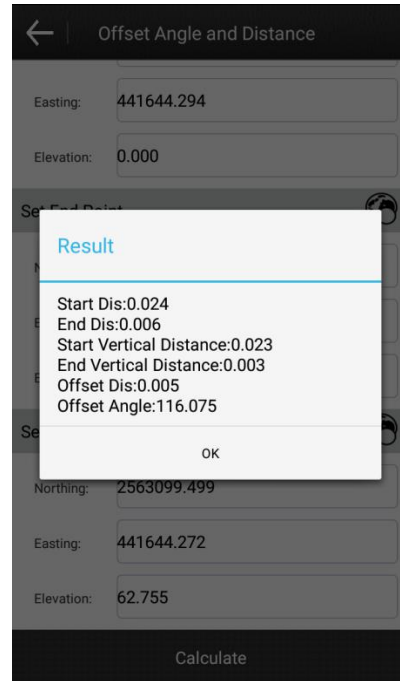 Offset Angle and Distance
Easting: 441644.294
Elevation: 0.000
Result
Start Dis:0.024
End Dis:0.006
Start Vertical Distance:0.023
End Vertical Distance:0.003
Offset Dis:0.005
Offset Angle:116.075
OK
Northing: 2563099.499
Easting: 441644.272
Elevation: 62.755
Calculate